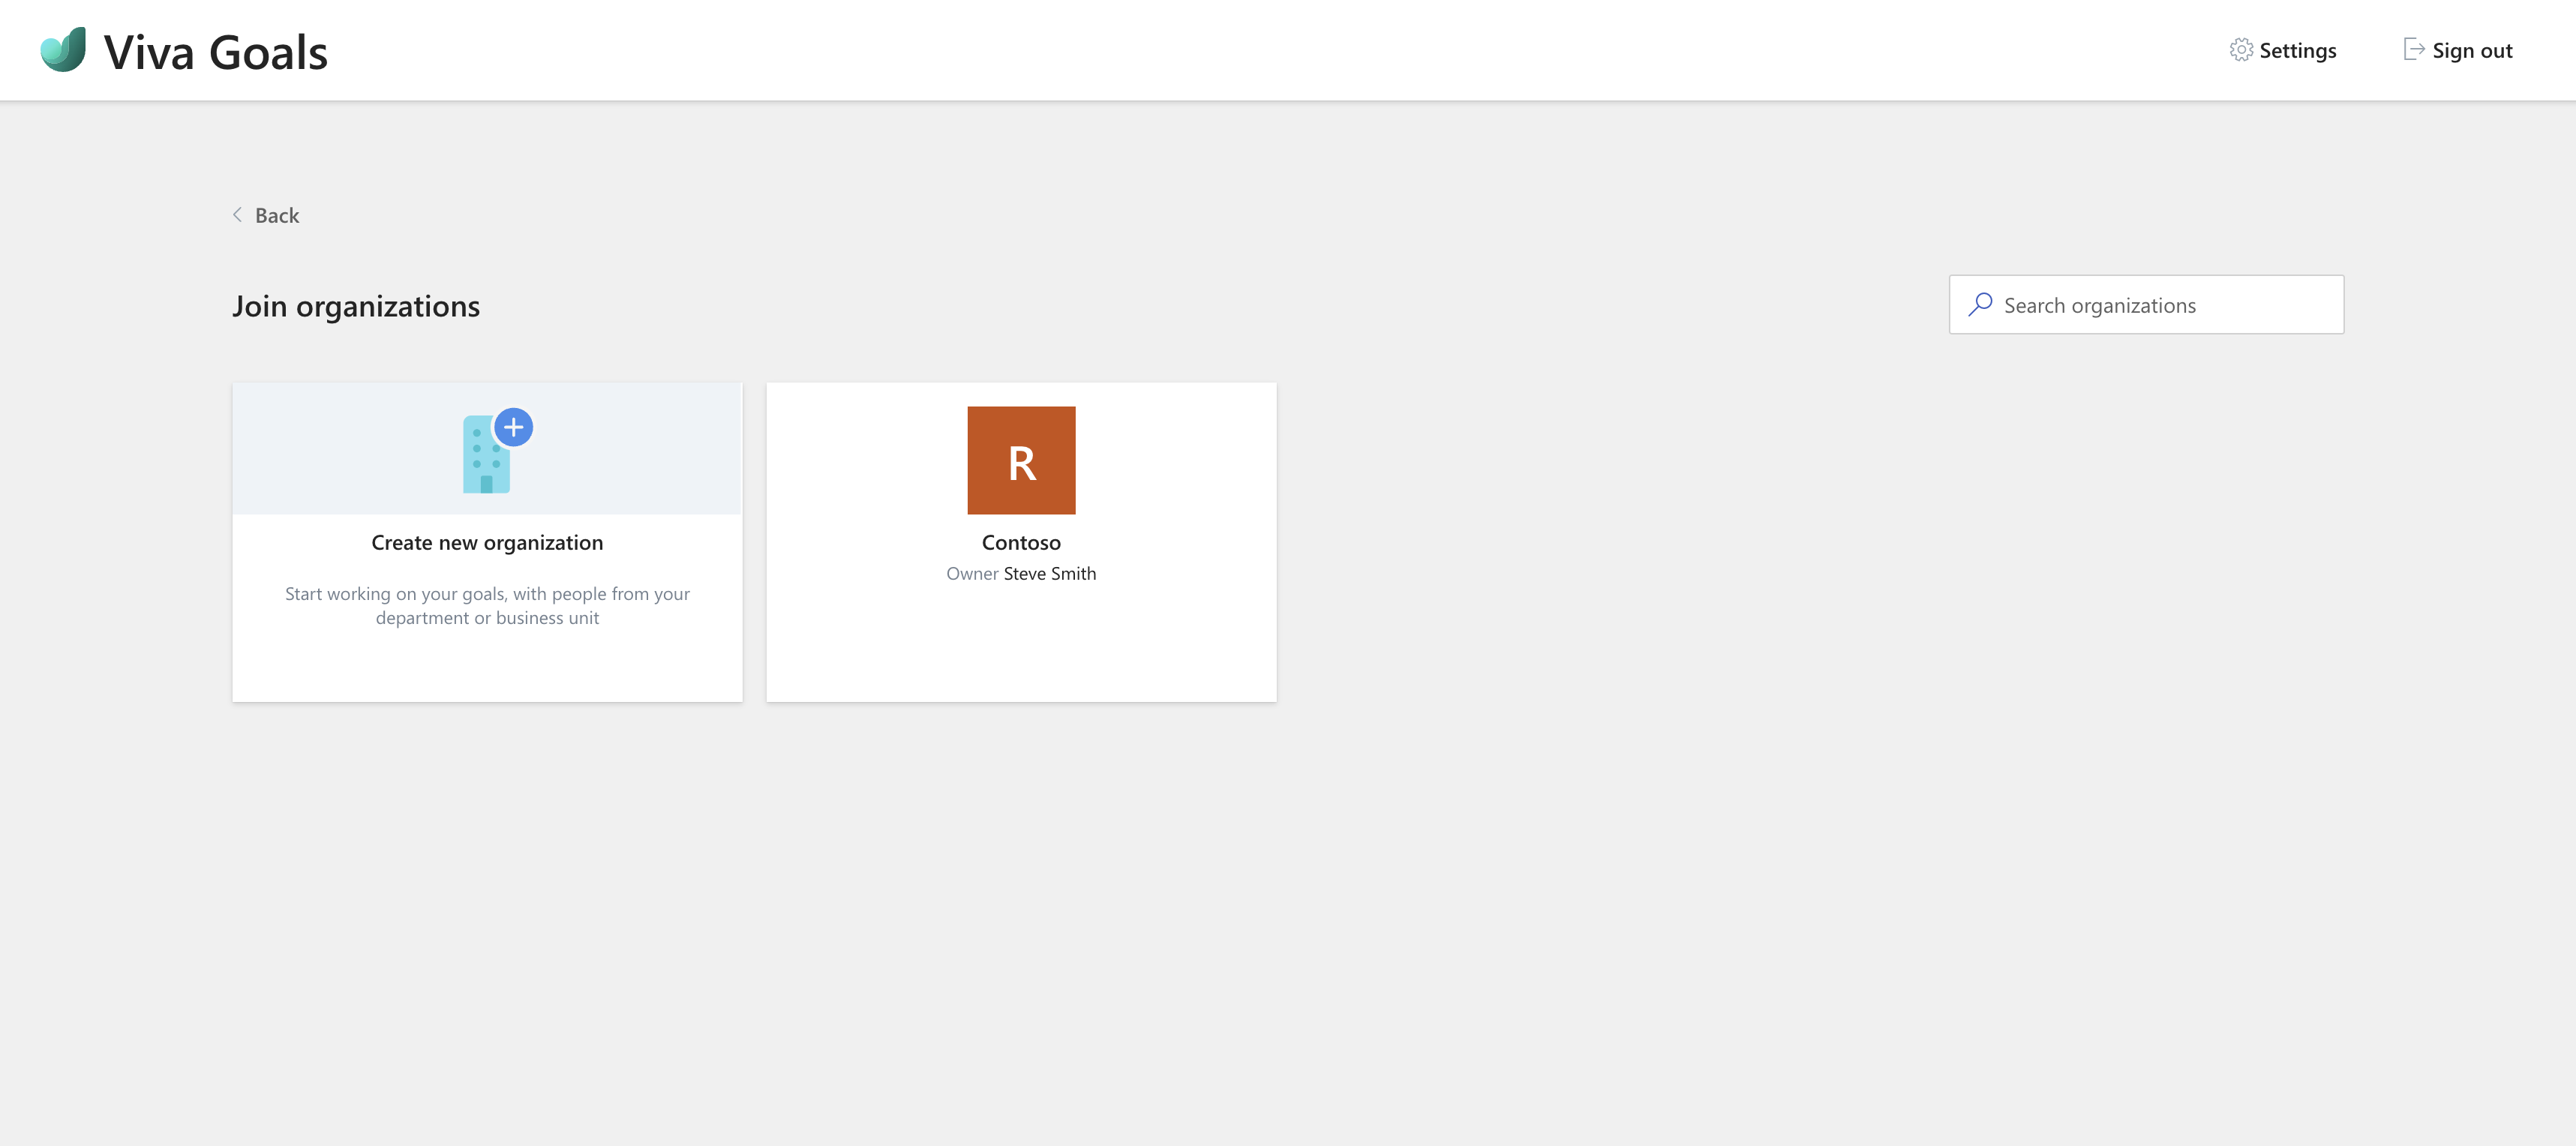 Viva Goals
Settings
Sign out
Back
Join organizations
Search organizations
Create new organization
Start working on your goals, with people from your
department or business unit
R
Contoso
Owner Steve Smith